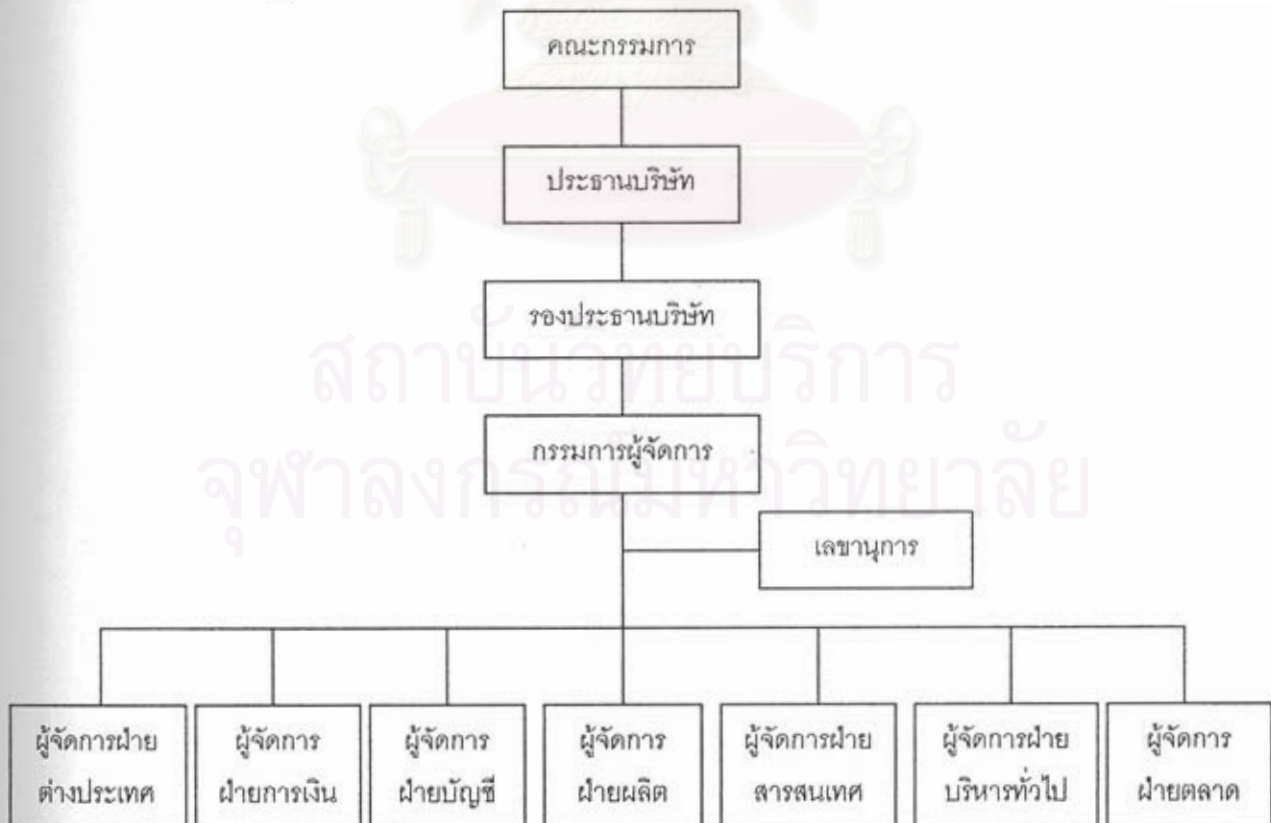 คณะกรรมการ
ประธานบริษัท
รองประธานบริษัท
สถาบันวิทยบริการ
กรรมการผู้จัดการ
จุฬาลงกรณ์มหาวิทยาลัย
เลขานุการ
ผู้จัดการฝ่าย
ต่างประเทศ
ผู้จัดการ
ฝ่ายการเงิน
ผู้จัดการ
ฝ่ายบัญชี
ผู้จัดการ
ฝ่ายผลิต
ผู้จัดการฝ่าย
สารสนเทศ
ผู้จัดการฝ่าย
บริหารทั่วไป
ผู้จัดการ
ฝ่ายตลาด